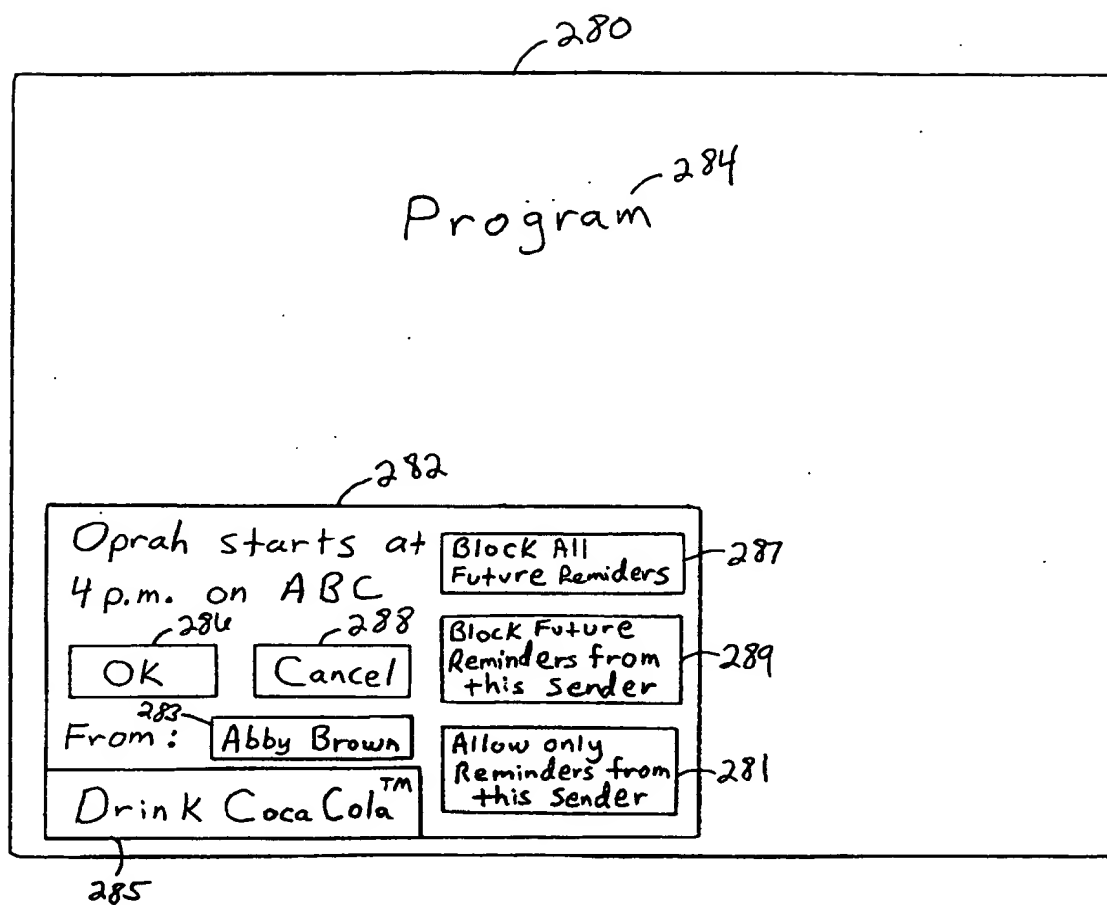 280
Program 284
282
Oprah starts at
4 p.m. on ABC
Block All
Future Remiders
287
286
OK
288
Cancel
Block Future
Reminders from
this sender
289
From:
283
Abby Brown
Allow only
Reminders from
this sender
281
Drink Coca Cola™
285